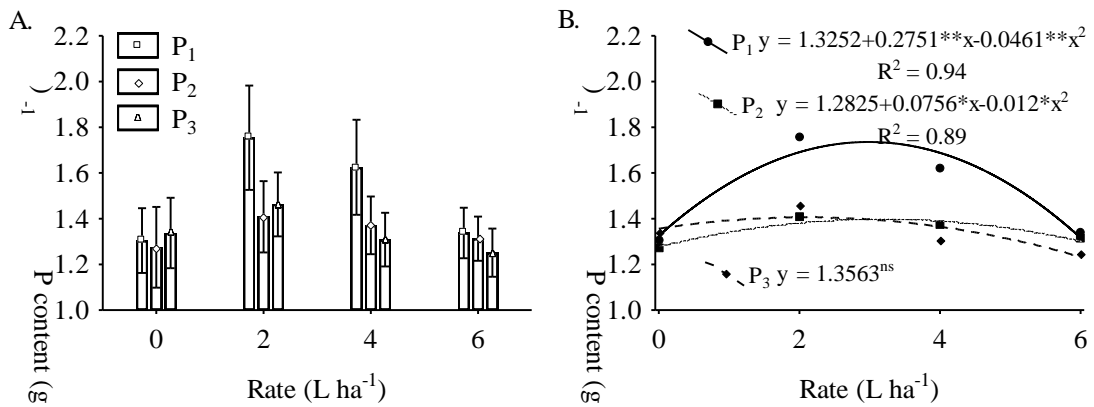 A.
P content (g
) -1
2.2
2.0
1.8
1.6
1.4
1.2
1.0
P1
P2
P3
0 2 4 6
Rate (L ha-1)
B.
P content (g
) -1
2.2
2.0
1.8
1.6
1.4
1.2
1.0
P1 y = 1.3252+0.2751**x-0.0461**x2
R2 = 0.94
P2 y = 1.2825+0.0756*x-0.012*x2
R2 = 0.89
P3 y = 1.3563ns
0 2 4 6
Rate (L ha-1)